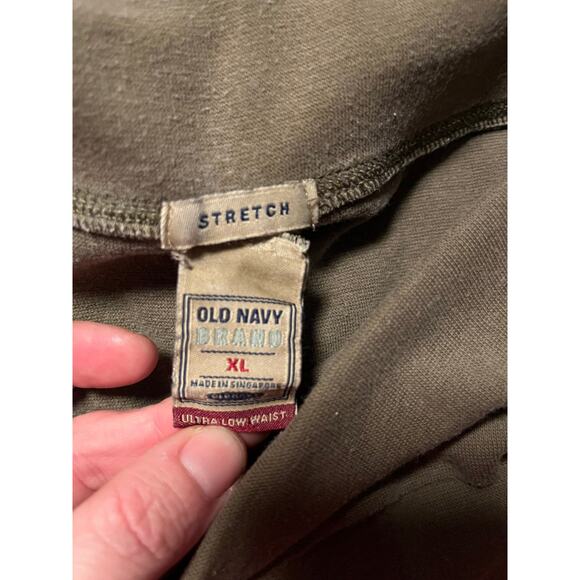 STRETCH
OLD NAVY
BRAND
XL
MADE IN SINGAPORE
ULTRA LOW WAIST